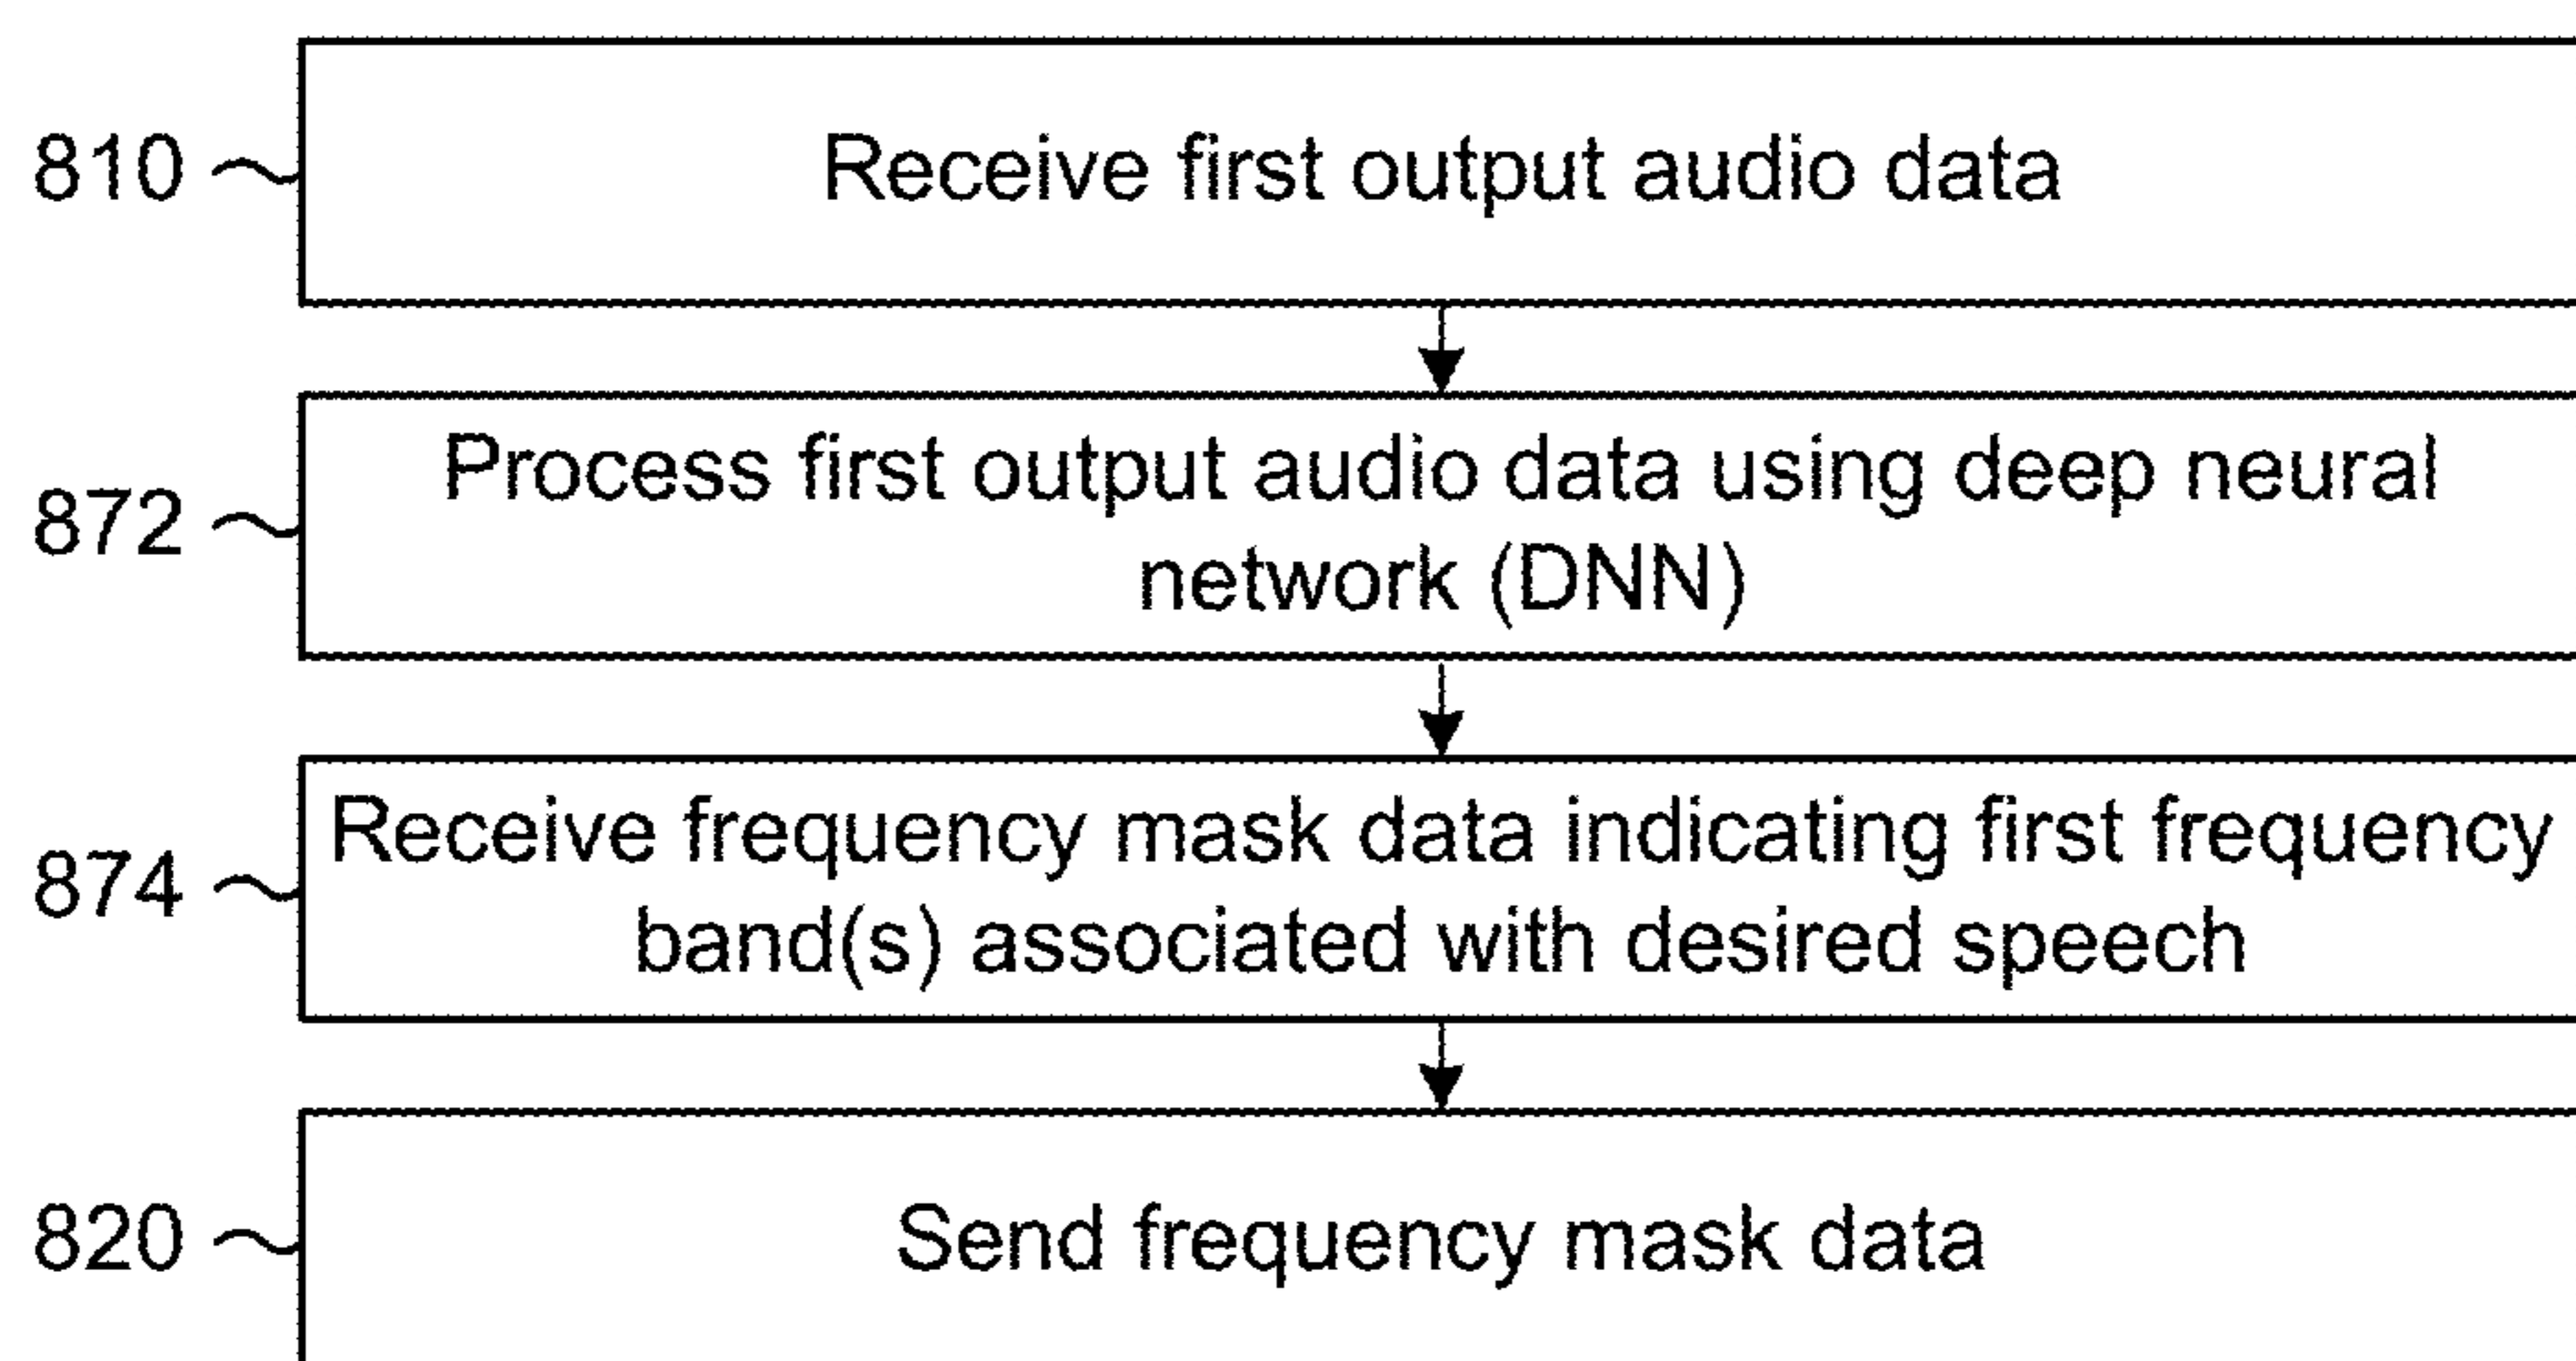 810
Receive first output audio data
872
Process first output audio data using deep neural
network (DNN)
874
Receive frequency mask data indicating first frequency
band(s) associated with desired speech
820
Send frequency mask data